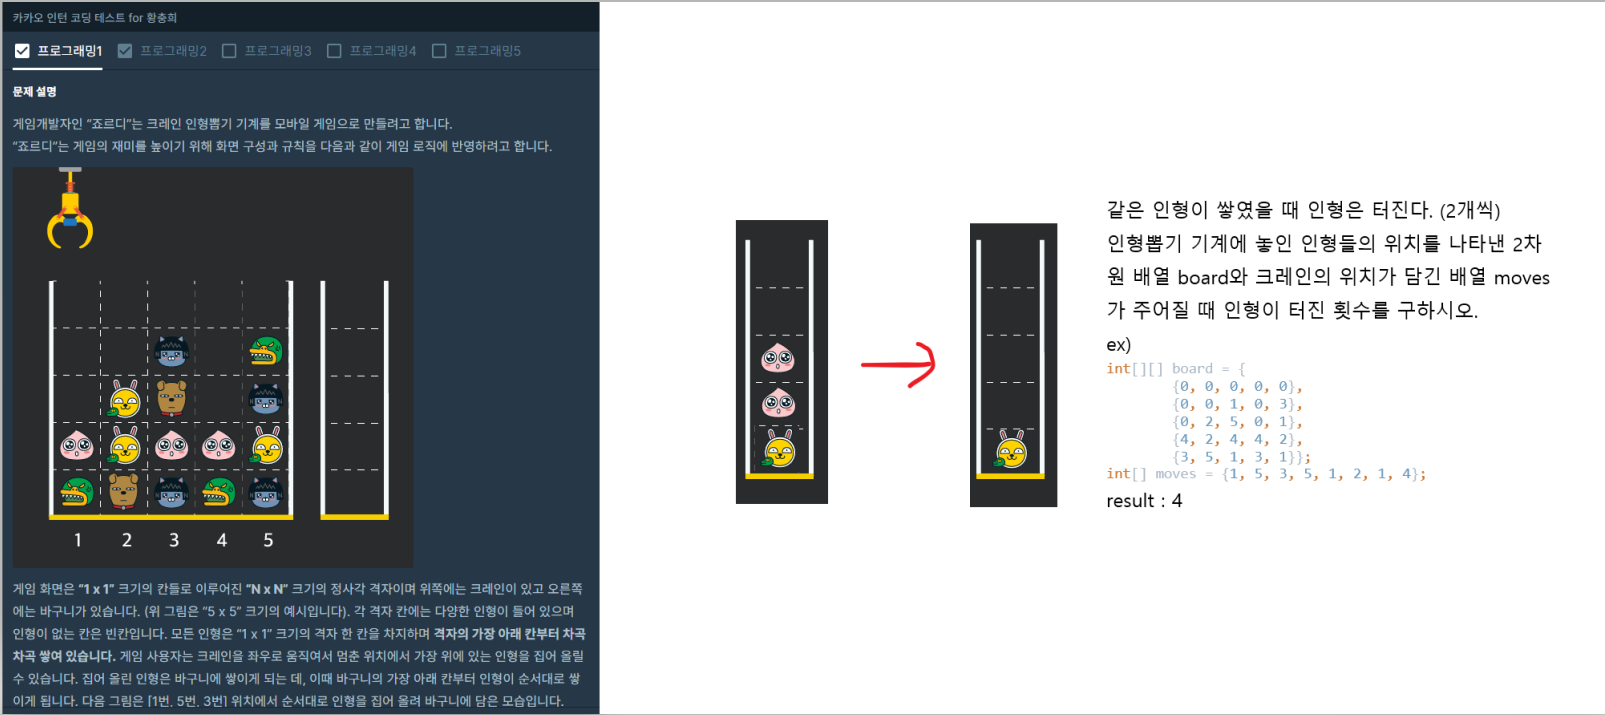 카카오 인턴 코딩 테스트 for 황충희
프로그래밍1 프로그래밍2 프로그래밍3 프로그래밍4 프로그래밍5
문제 설명
게임개발자인 “죠르디”는 크레인 인형뽑기 기계를 모바일 게임으로 만들려고 합니다.
“죠르디”는 게임의 재미를 높이기 위해 화면 구성과 규칙을 다음과 같이 게임 로직에 반영하려고 합니다.
1 2 3 4 5
게임 화면은 “1 x 1” 크기의 칸들로 이루어진 “N x N” 크기의 정사각 격자이며 위쪽에는 크레인이 있고 오른쪽
에는 바구니가 있습니다. (위 그림은 “5 x 5” 크기의 예시입니다). 각 격자 칸에는 다양한 인형이 들어 있으며
인형이 없는 칸은 빈칸입니다. 모든 인형은 “1 x 1” 크기의 격자 한 칸을 차지하며 격자의 가장 아래 칸부터 차곡
차곡 쌓여 있습니다. 게임 사용자는 크레인을 좌우로 움직여서 멈춘 위치에서 가장 위에 있는 인형을 집어 올릴
수 있습니다. 집어 올린 인형은 바구니에 쌓이게 되는 데, 이때 바구니의 가장 아래 칸부터 인형이 순서대로 쌓
이게 됩니다. 다음 그림은 [1번, 5번, 3번] 위치에서 순서대로 인형을 집어 올려 바구니에 담은 모습입니다.
같은 인형이 쌓였을 때 인형은 터진다. (2개씩)
인형뽑기 기계에 놓인 인형들의 위치를 나타낸 2차
원 배열 board와 크레인의 위치가 담긴 배열 moves
가 주어질 때 인형이 터진 횟수를 구하시오.
ex)
int[][] board = {
{0, 0, 0, 0, 0},
{0, 0, 1, 0, 3},
{0, 2, 5, 0, 1},
{4, 2, 4, 4, 2},
{3, 5, 1, 3, 1}};
int[] moves = {1, 5, 3, 5, 1, 2, 1, 4};
result : 4